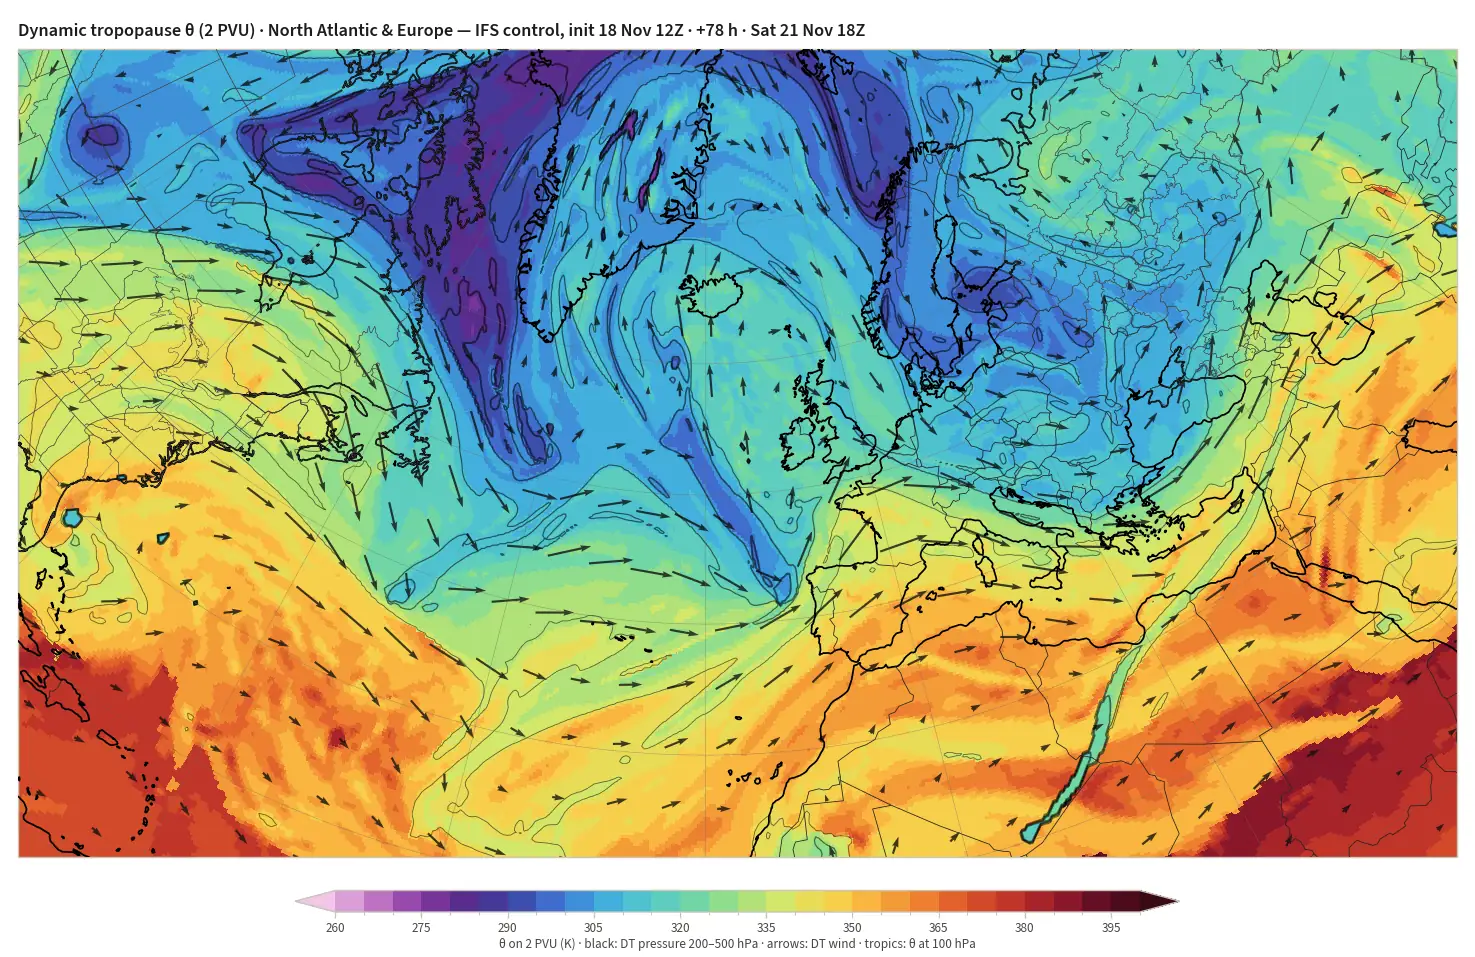 Dynamic tropopause θ (2 PVU) · North Atlantic & Europe — IFS control, init 18 Nov 12Z · +78 h · Sat 21 Nov 18Z
260 275 290 305 320 335 350 365 380 395
θ on 2 PVU (K) · black: DT pressure 200–500 hPa · arrows: DT wind · tropics: θ at 100 hPa